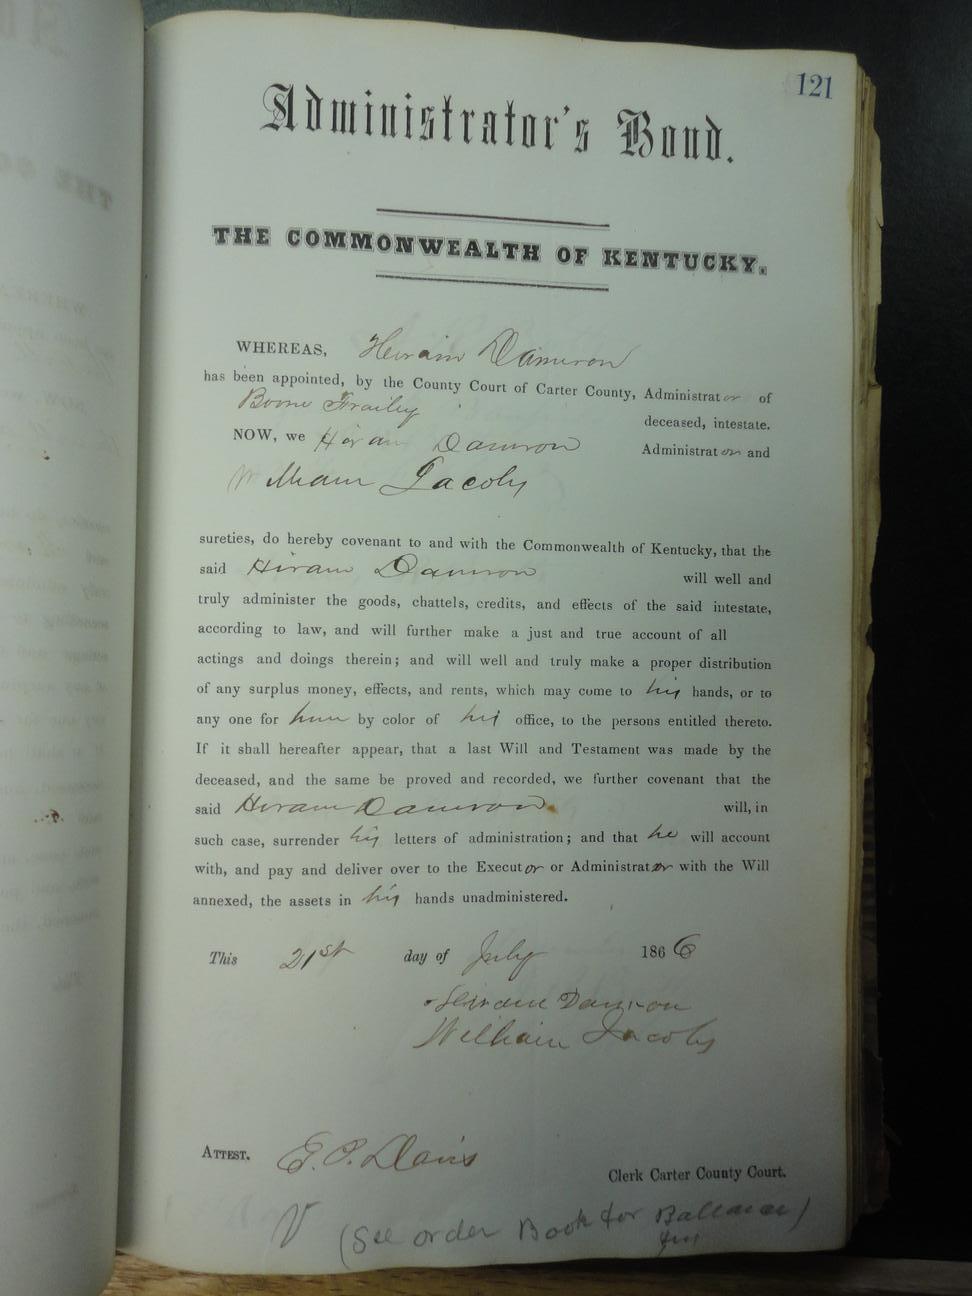 121
Administrator's Bond.
THE COMMONWEALTH OF KENTUCKY.
WHEREAS, Heiram Dameron
has been appointed, by the County Court of Carter County, Administrator of
Boone Frailey deceased, intestate.
NOW, we Hiram Damron Administrator and
William Jacobs
sureties, do hereby covenant to and with the Commonwealth of Kentucky, that the
said Hiram Damron will well and
truly administer the goods, chattels, credits, and effects of the said intestate,
according to law, and will further make a just and true account of all
actings and doings therein; and will well and truly make a proper distribution
of any surplus money, effects, and rents, which may come to his hands, or to
any one for him by color of his office, to the persons entitled thereto.
If it shall hereafter appear, that a last Will and Testament was made by the
deceased, and the same be proved and recorded, we further covenant that the
said Hiram Damron will, in
such case, surrender his letters of administration; and that he will account
with, and pay and deliver over to the Executor or Administrator with the Will
annexed, the assets in his hands unadministered.
This 21st day of July 1866
Hiram Damron
William Jacobs
ATTEST. G. P. Davis
Clerk Carter County Court.
V (See order Book for Ballance)